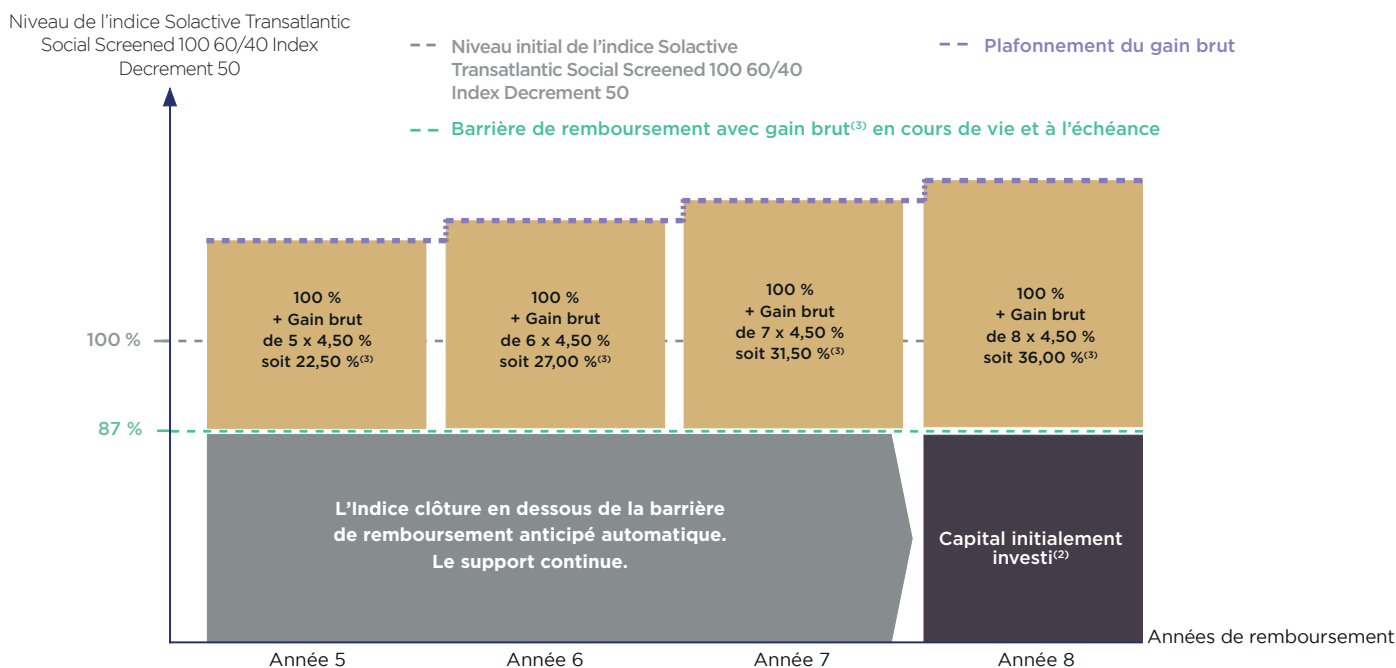 Niveau de l'indice Solactive Transatlantic
Social Screened 100 60/40 Index
Decrement 50
Niveau initial de l'indice Solactive
Transatlantic Social Screened 100 60/40
Index Decrement 50
Plafonnement du gain brut
Barrière de remboursement avec gain brut⁽³⁾ en cours de vie et à l'échéance
100 %
87 %
100 %
+ Gain brut
de 5 x 4,50 %
soit 22,50 %⁽³⁾
100 %
+ Gain brut
de 6 x 4,50 %
soit 27,00 %⁽³⁾
100 %
+ Gain brut
de 7 x 4,50 %
soit 31,50 %⁽³⁾
100 %
+ Gain brut
de 8 x 4,50 %
soit 36,00 %⁽³⁾
L'Indice clôture en dessous de la barrière
de remboursement anticipé automatique.
Le support continue.
Capital initialement
investi⁽²⁾
Années de remboursement
Année 5
Année 6
Année 7
Année 8